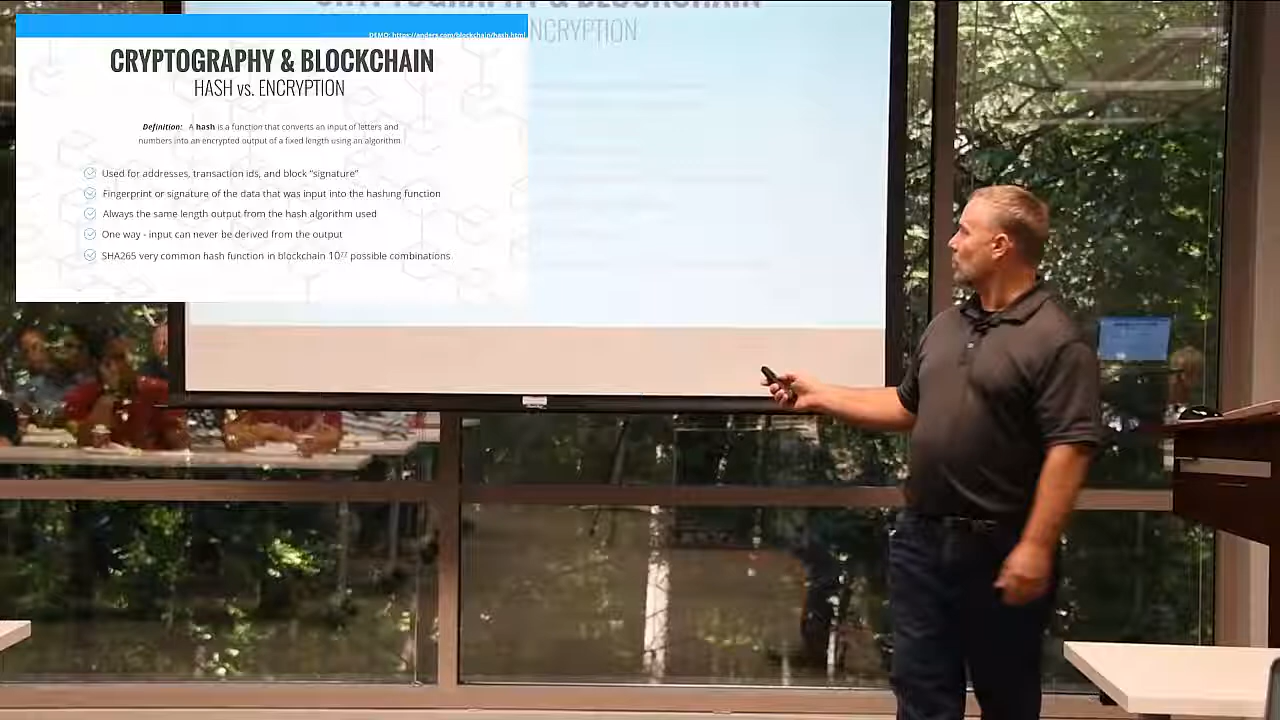 CRYPTOGRAPHY & BLOCKCHAIN
NCRYPTION
DEMO: https://anders.com/blockchain/hash.html
CRYPTOGRAPHY & BLOCKCHAIN
HASH vs. ENCRYPTION
Definition: A hash is a function that converts an input of letters and
numbers into an encrypted output of a fixed length using an algorithm
Used for addresses, transaction ids, and block "signature"
Fingerprint or signature of the data that was input into the hashing function
Always the same length output from the hash algorithm used
One way - input can never be derived from the output
SHA265 very common hash function in blockchain 10⁷⁷ possible combinations